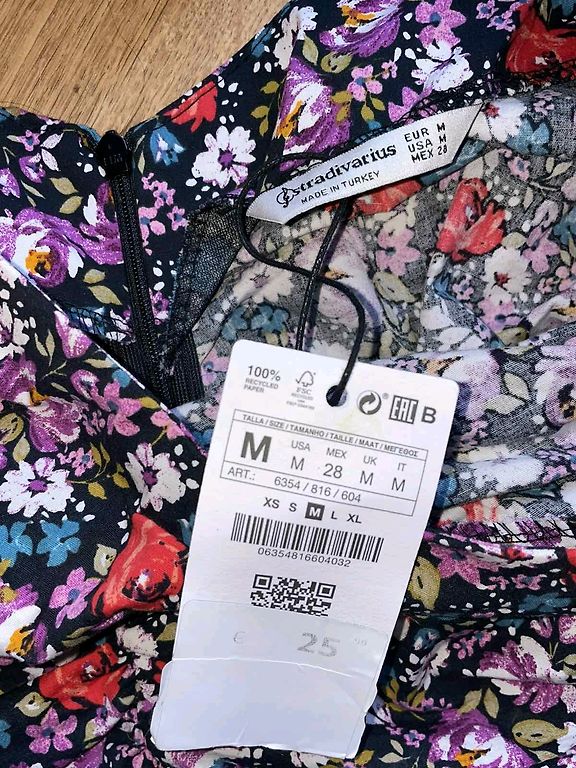 EUR M
USA M
MEX 28
stradivarius
MADE IN TURKEY
100%
RECYCLED
PAPER
FSC
B
TALLA / SIZE / TAMANHO / TAILLE / MAAT / ΜΕΓΕΘΟΣ
M
USA MEX UK IT
M 28 M M
ART.: 6354 / 816 / 604
XS S M L XL
06354816604032
€ 25